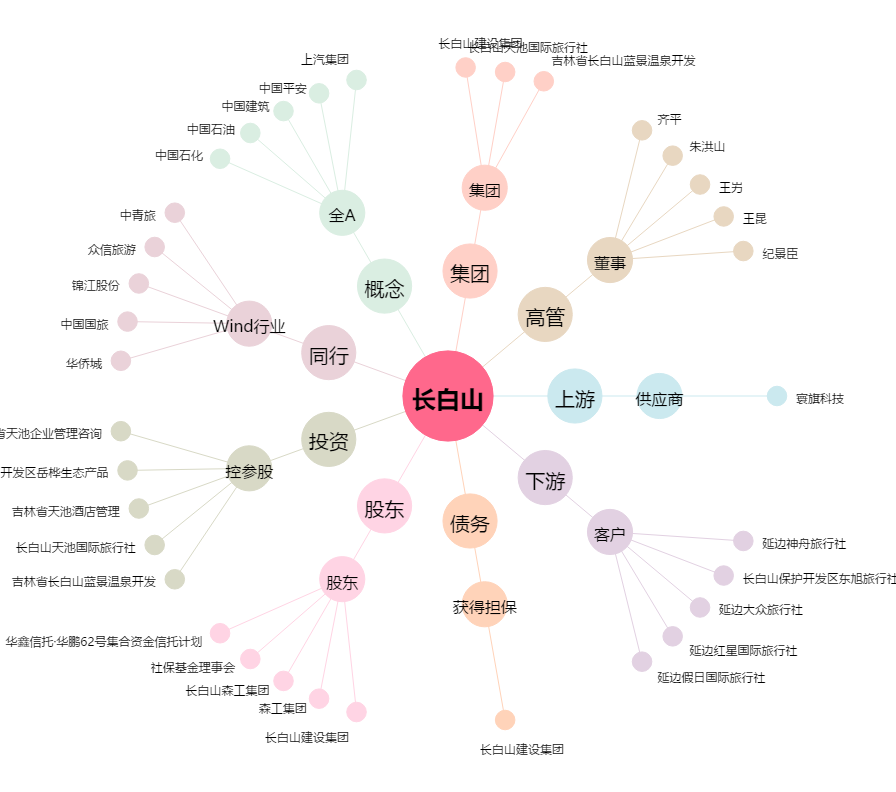 长白山建设集团
长白山天池国际旅行社
吉林省长白山蓝景温泉开发
集团
集团
上汽集团
中国平安
中国建筑
中国石油
中国石化
全A
概念
齐平
朱洪山
王昆
纪景臣
董事
高管
中青旅
众信旅游
锦江股份
中国国旅
华侨城
Wind行业
同行
长白山
上游
供应商
寰旗科技
省天池企业管理咨询
开发区岳桦生态产品
吉林省天池酒店管理
长白山天池国际旅行社
吉林省长白山蓝景温泉开发
控参股
投资
股东
股东
华鑫信托·华鹏62号集合资金信托计划
社保基金理事会
长白山森工集团
森工集团
长白山建设集团
债务
获得担保
长白山建设集团
下游
客户
延边神舟旅行社
长白山保护开发区东旭旅行社
延边大众旅行社
延边红星国际旅行社
延边假日国际旅行社